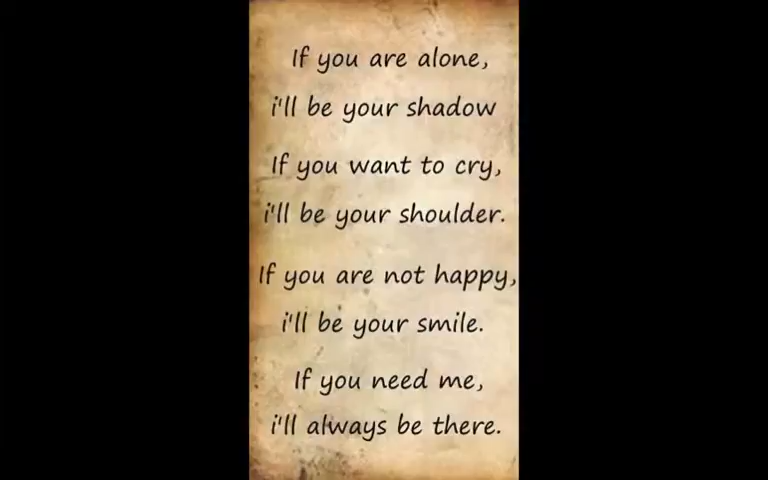 If you are alone,
i'll be your shadow
If you want to cry,
i'll be your shoulder.
If you are not happy,
i'll be your smile.
If you need me,
i'll always be there.